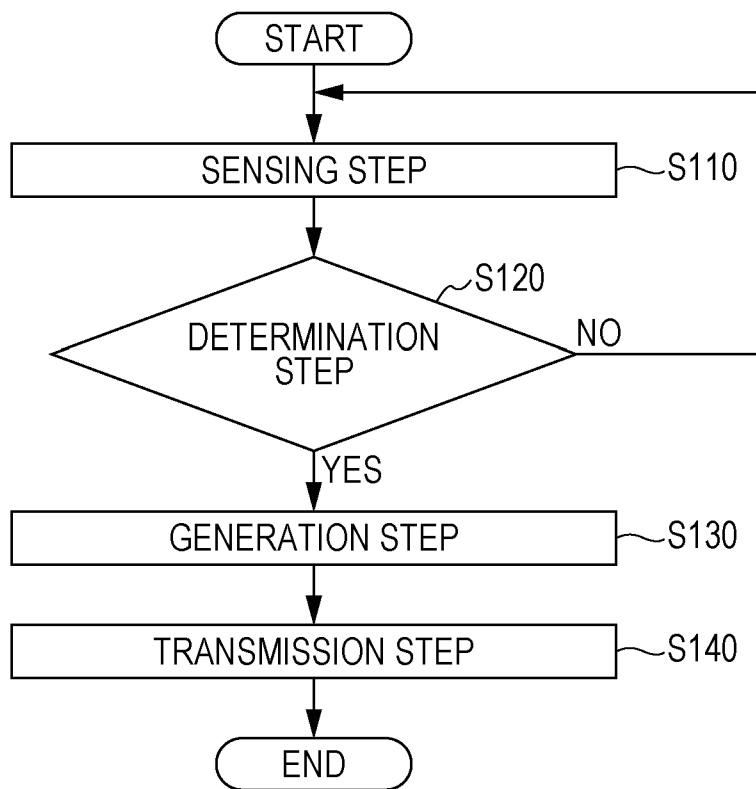 START
SENSING STEP
S110
S120
DETERMINATION
STEP
NO
YES
GENERATION STEP
S130
TRANSMISSION STEP
S140
END